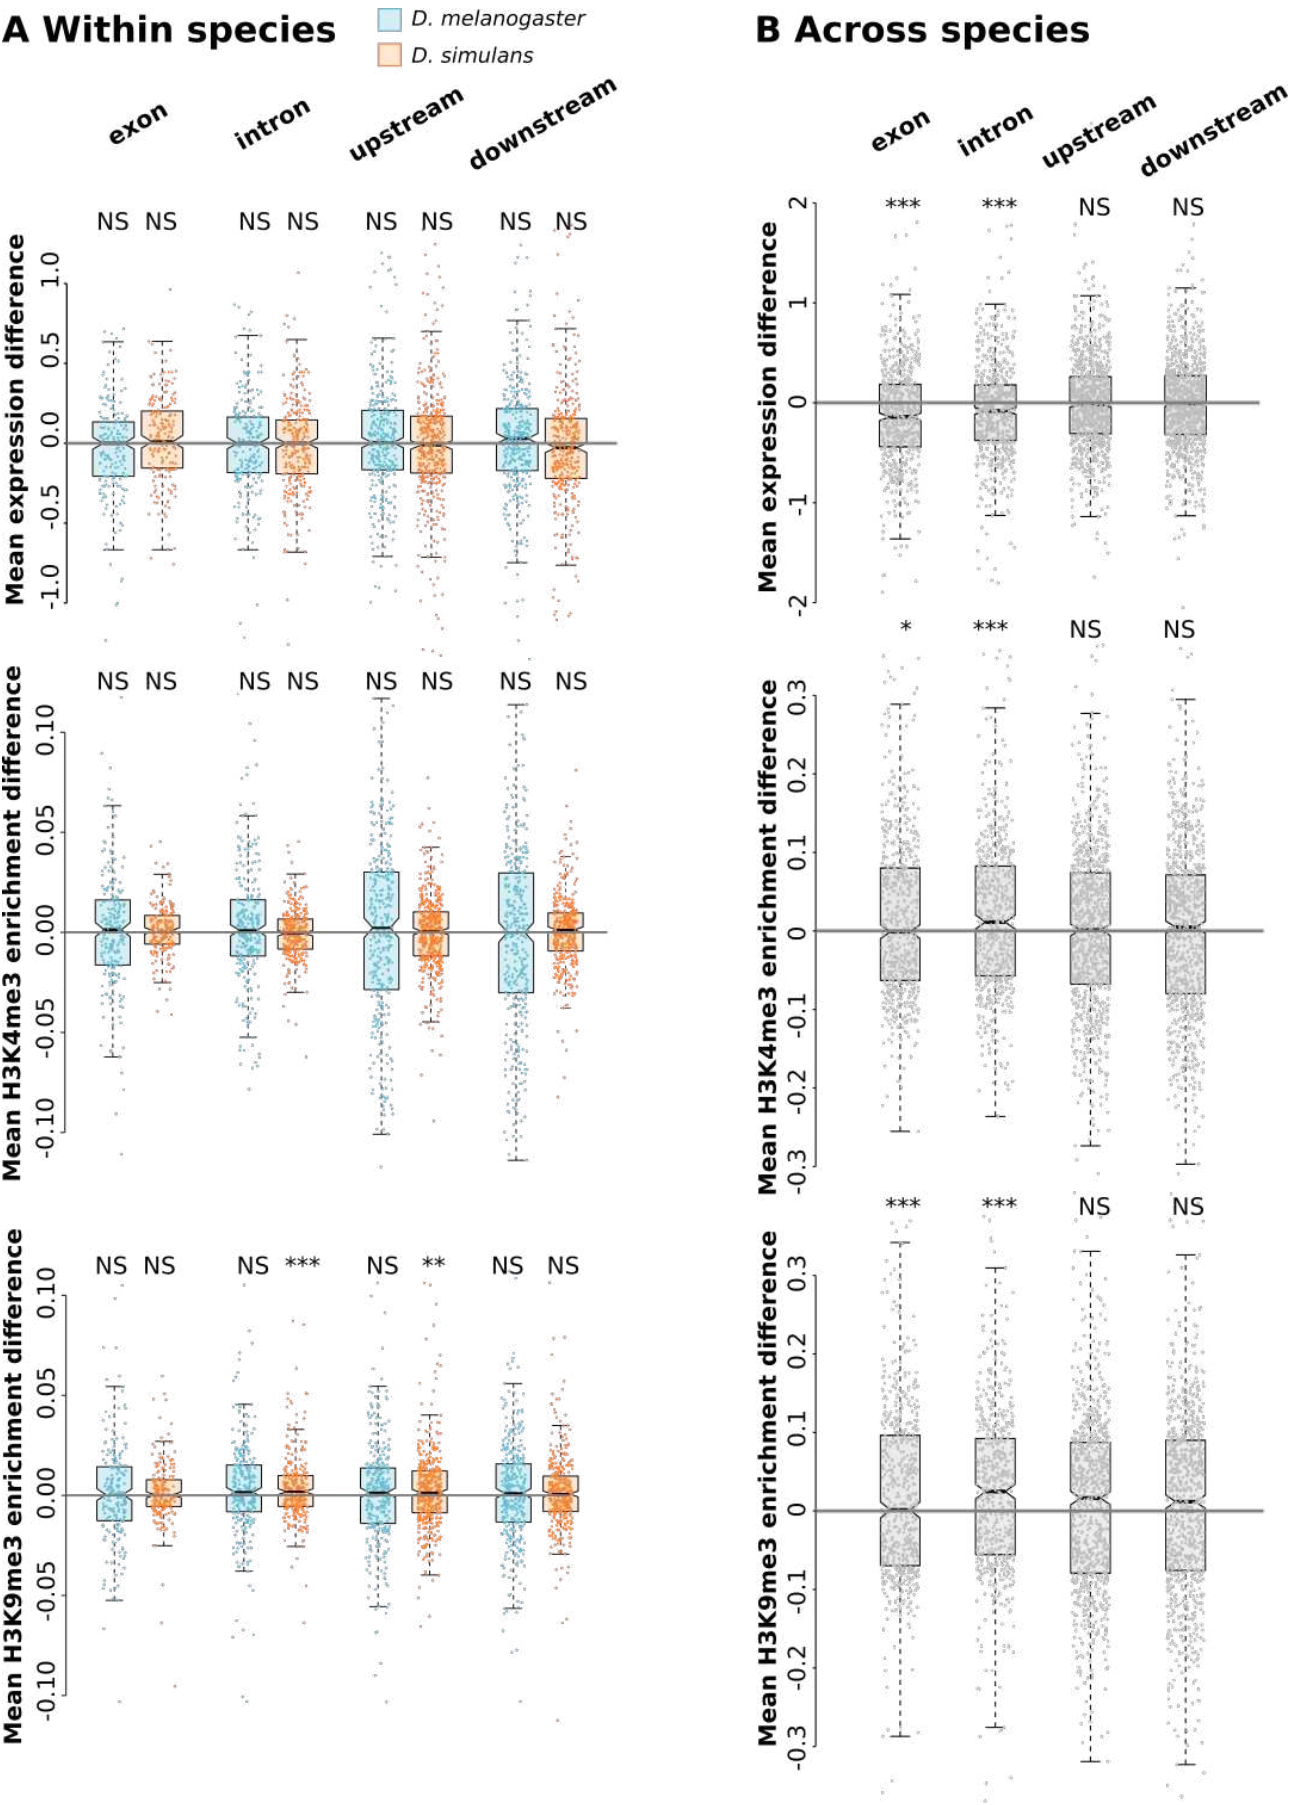 A Within species
D. melanogaster
D. simulans
exon
intron
upstream
downstream
Mean expression difference
1.0
0.5
0.0
-0.5
-1.0
NS NS NS NS NS NS NS NS
Mean H3K4me3 enrichment difference
0.10
0.05
0.00
-0.05
-0.10
NS NS NS NS NS NS NS NS
Mean H3K9me3 enrichment difference
0.10
0.05
0.00
-0.05
-0.10
NS NS NS *** NS ** NS NS
B Across species
exon
intron
upstream
downstream
Mean expression difference
2
1
0
-1
-2
*** *** NS NS
Mean H3K4me3 enrichment difference
0.3
0.2
0.1
0
-0.1
-0.2
-0.3
* *** NS NS
Mean H3K9me3 enrichment difference
0.3
0.2
0.1
0
-0.1
-0.2
-0.3
*** *** NS NS